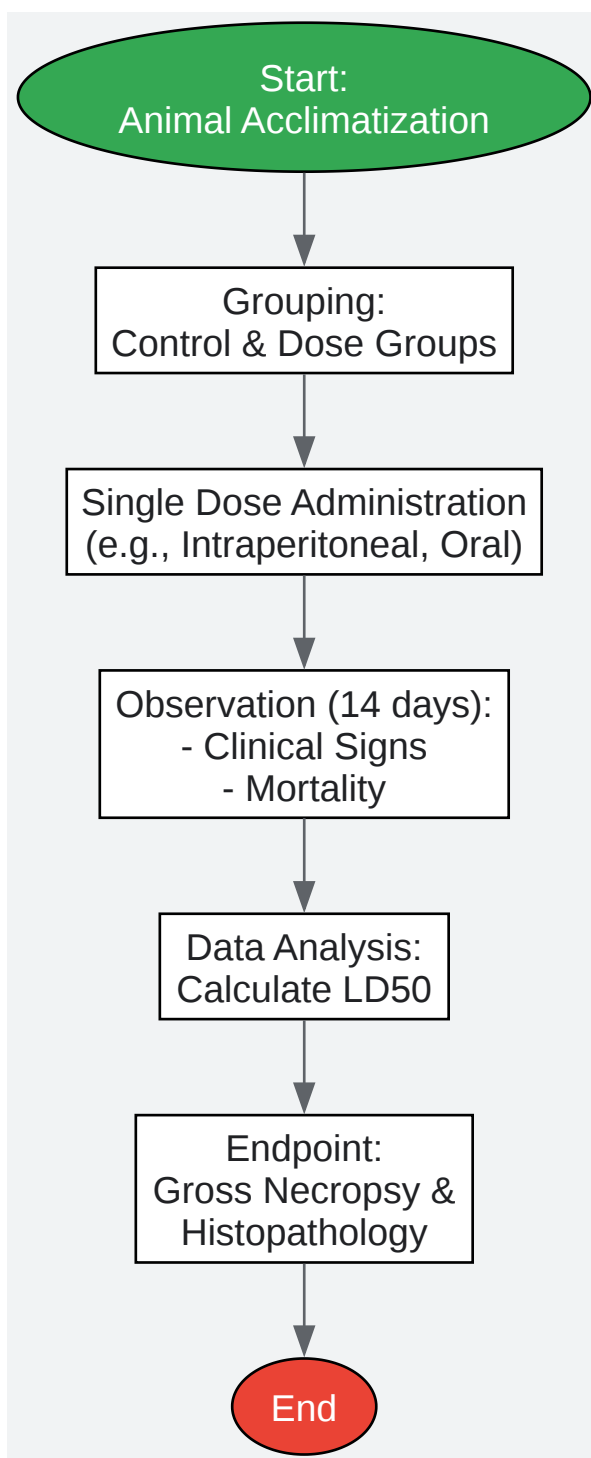 Start:
Animal Acclimatization
Grouping:
Control & Dose Groups
Single Dose Administration
(e.g., Intraperitoneal, Oral)
Observation (14 days):
- Clinical Signs
- Mortality
Data Analysis:
Calculate LD50
Endpoint:
Gross Necropsy &
Histopathology
End